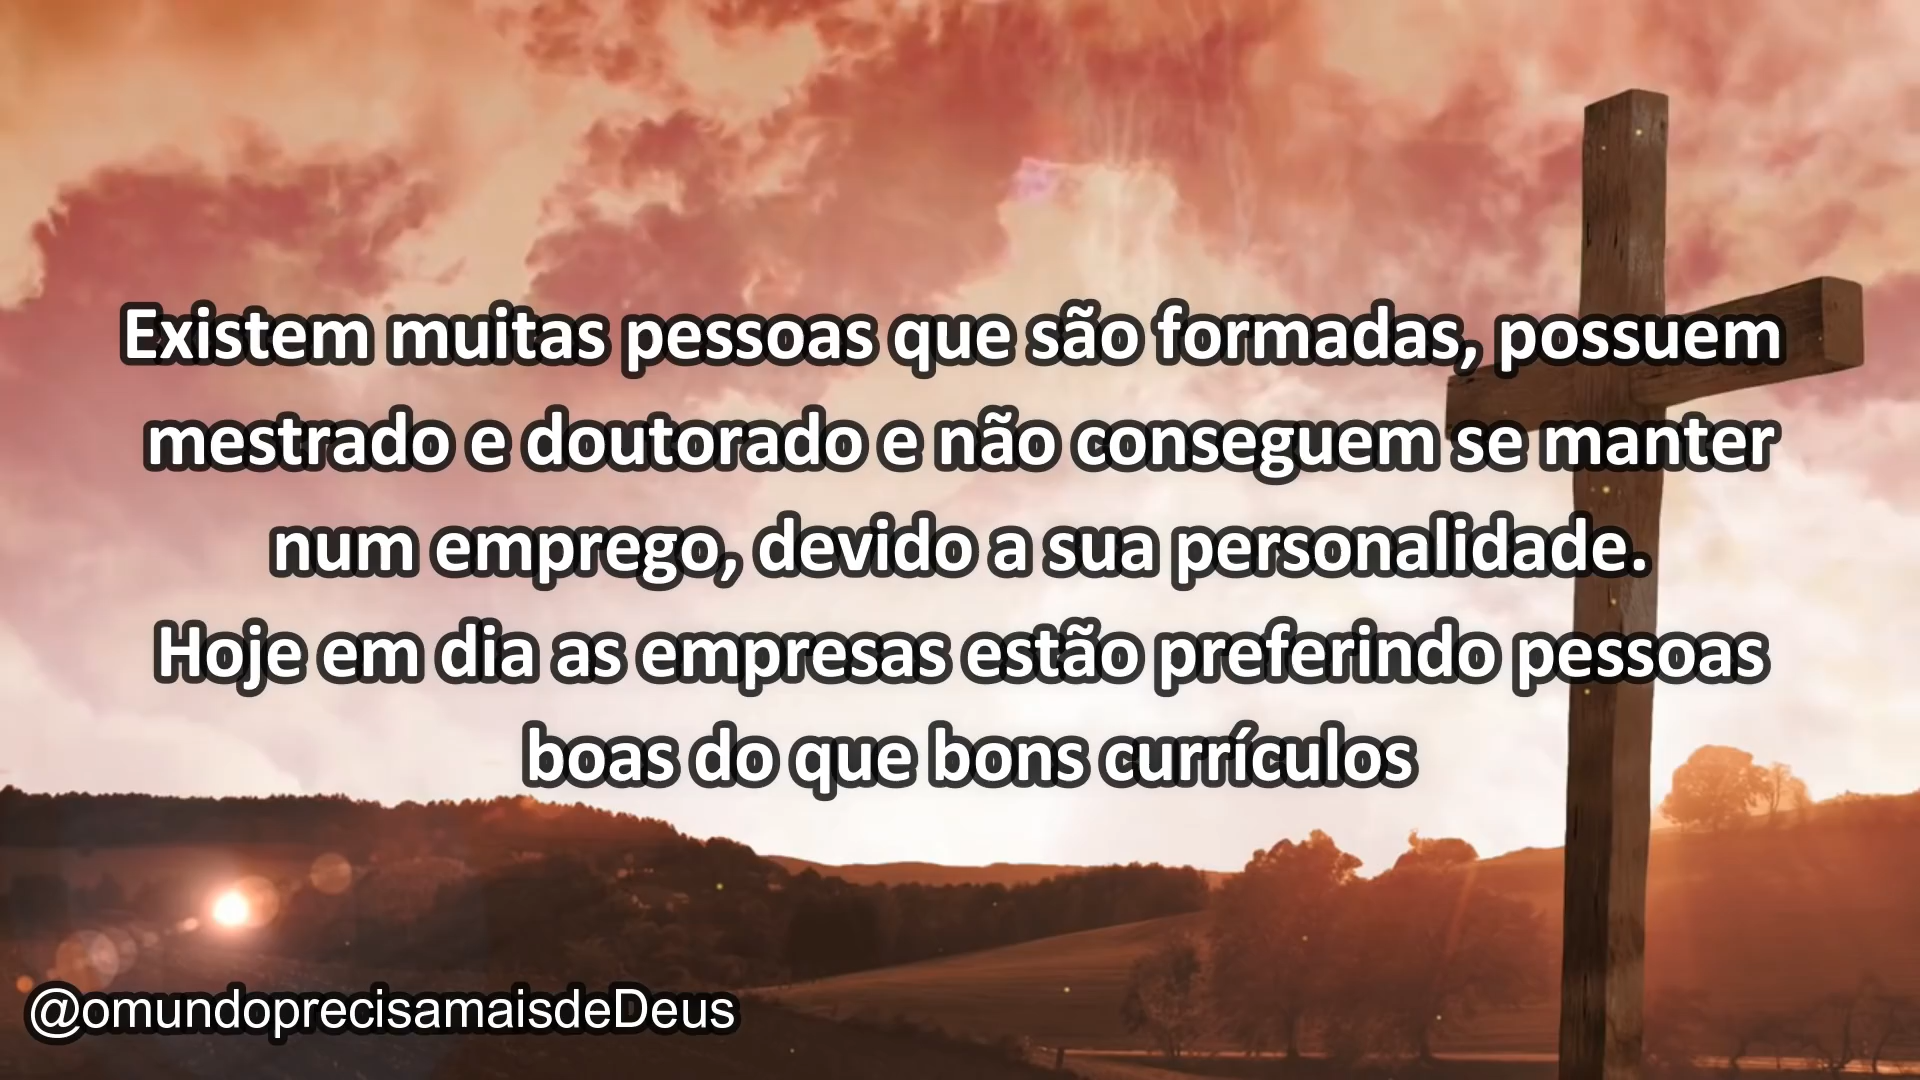 Existem muitas pessoas que são formadas, possuem
mestrado e doutorado e não conseguem se manter
num emprego, devido a sua personalidade.
Hoje em dia as empresas estão preferindo pessoas
boas do que bons currículos
@omundoprecisamaisdeDeus